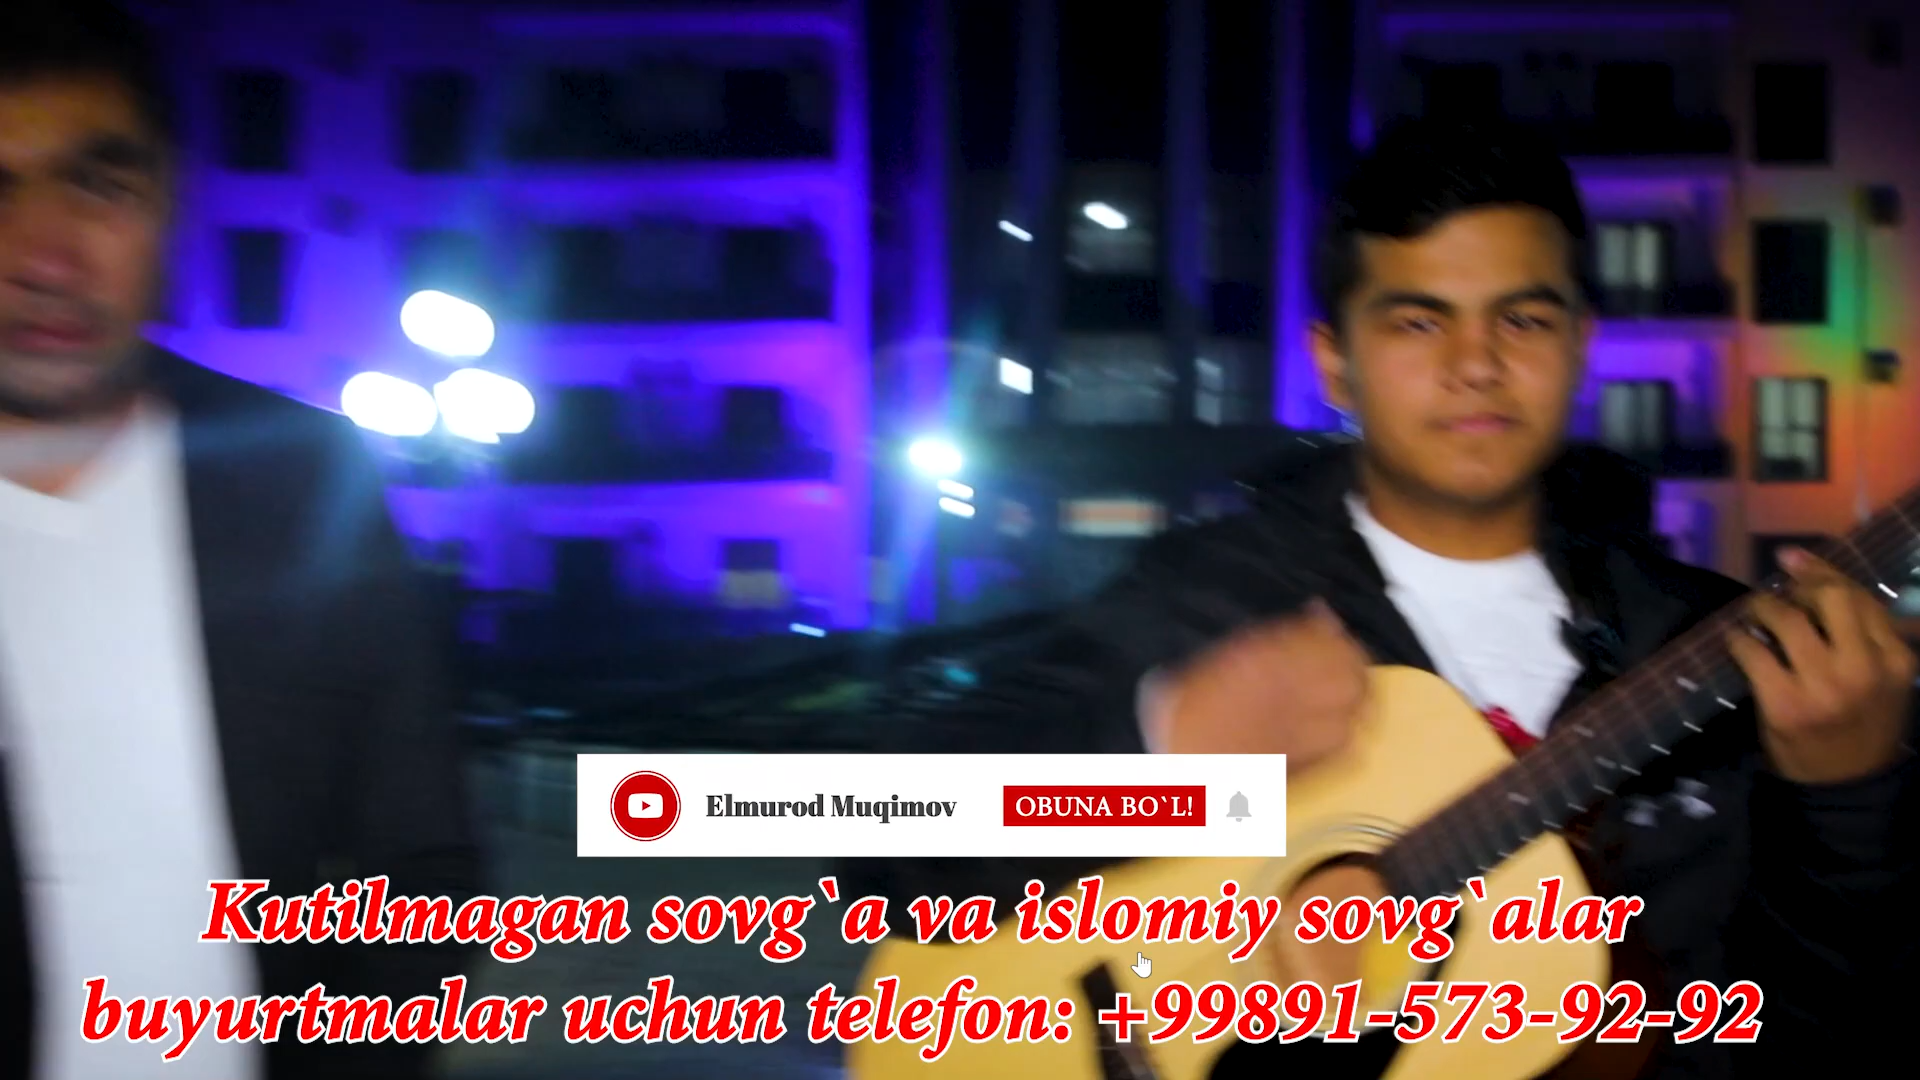 Elmurod Muqimov
OBUNA BO`L!
Kutilmagan sovg`a va islomiy sovg`alar
buyurtmalar uchun telefon: +99891-573-92-92